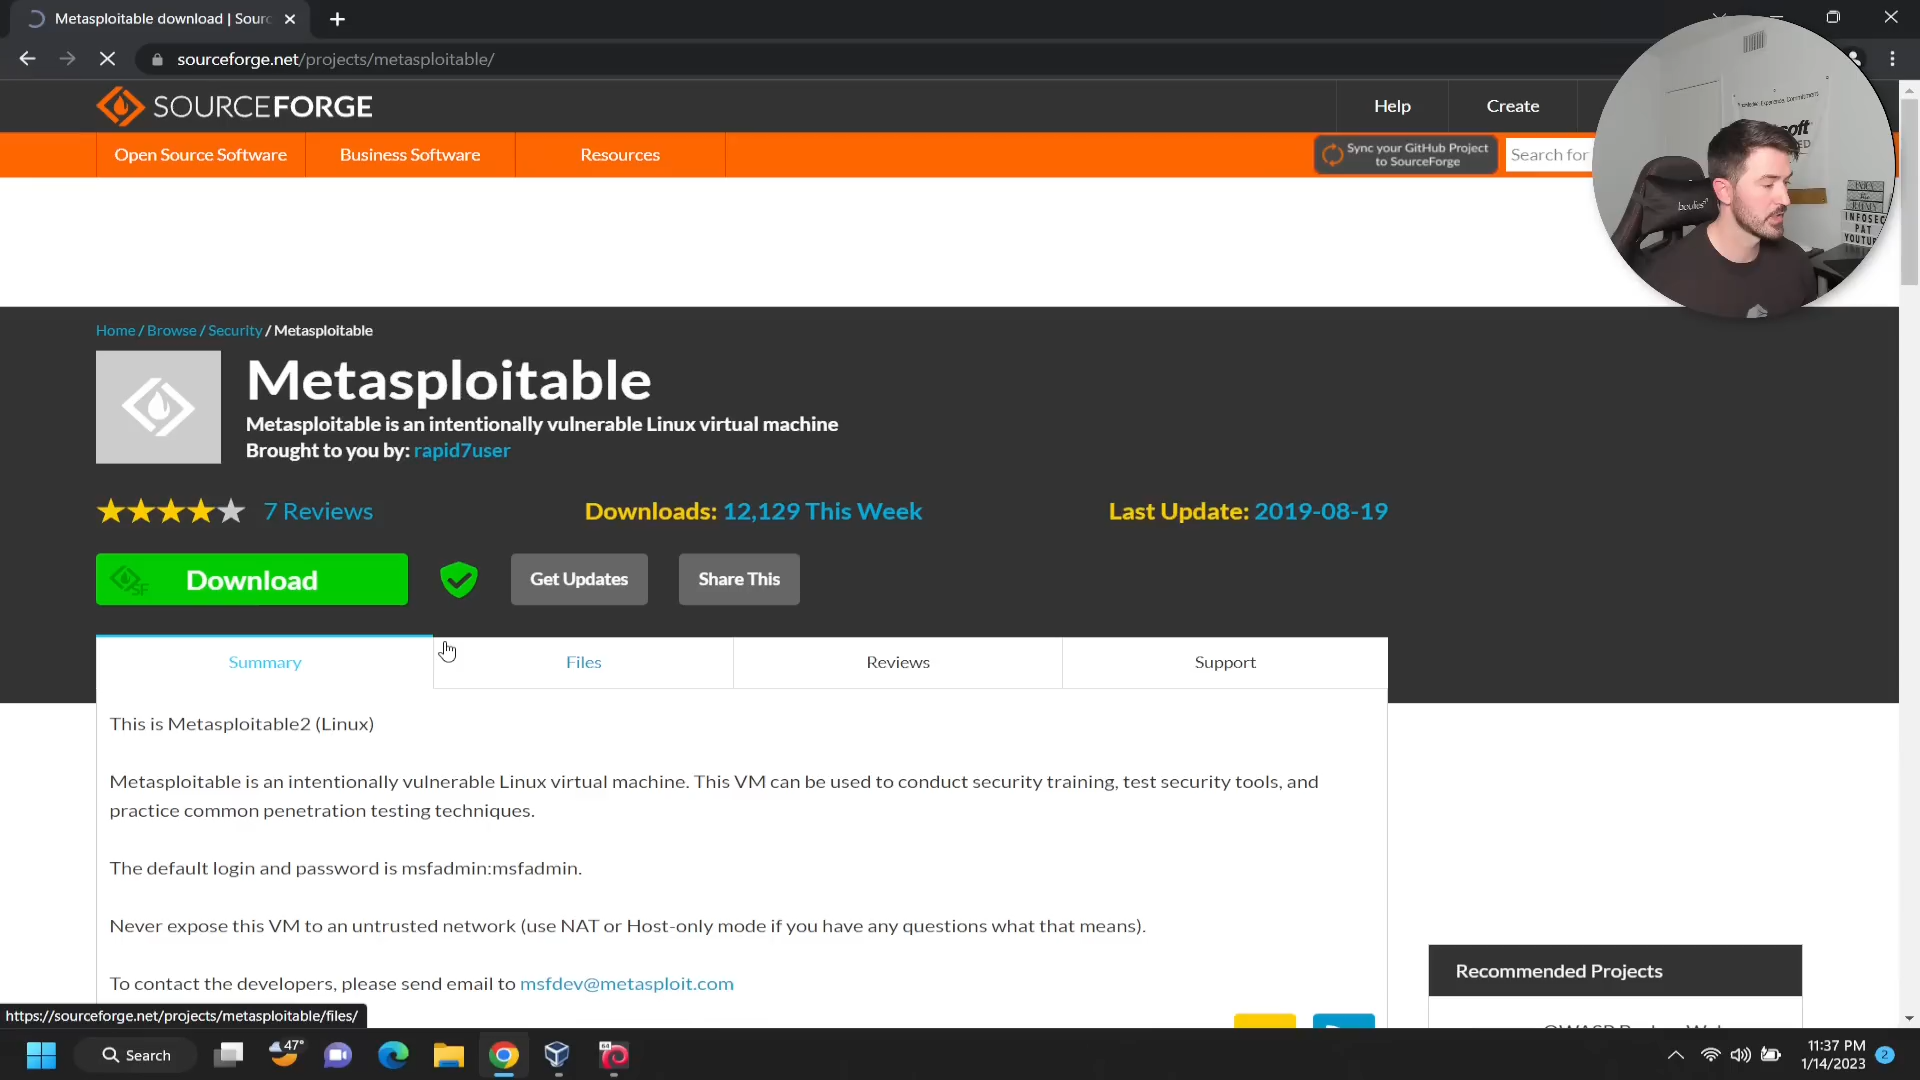 Metasploitable download | Sourc
sourceforge.net/projects/metasploitable/
SOURCEFORGE
Help
Create
Open Source Software
Business Software
Resources
Sync your GitHub Project
to SourceForge
Search for
boulies
INFOSEC
PAT
Home / Browse / Security / Metasploitable
Metasploitable
Metasploitable is an intentionally vulnerable Linux virtual machine
Brought to you by: rapid7user
7 Reviews
Downloads: 12,129 This Week
Last Update: 2019-08-19
SF
Download
Get Updates
Share This
Summary
Files
Reviews
Support
This is Metasploitable2 (Linux)
Metasploitable is an intentionally vulnerable Linux virtual machine. This VM can be used to conduct security training, test security tools, and
practice common penetration testing techniques.
The default login and password is msfadmin:msfadmin.
Never expose this VM to an untrusted network (use NAT or Host-only mode if you have any questions what that means).
To contact the developers, please send email to msfdev@metasploit.com
Recommended Projects
https://sourceforge.net/projects/metasploitable/files/
Search
47°
64
11:37 PM
1/14/2023
2